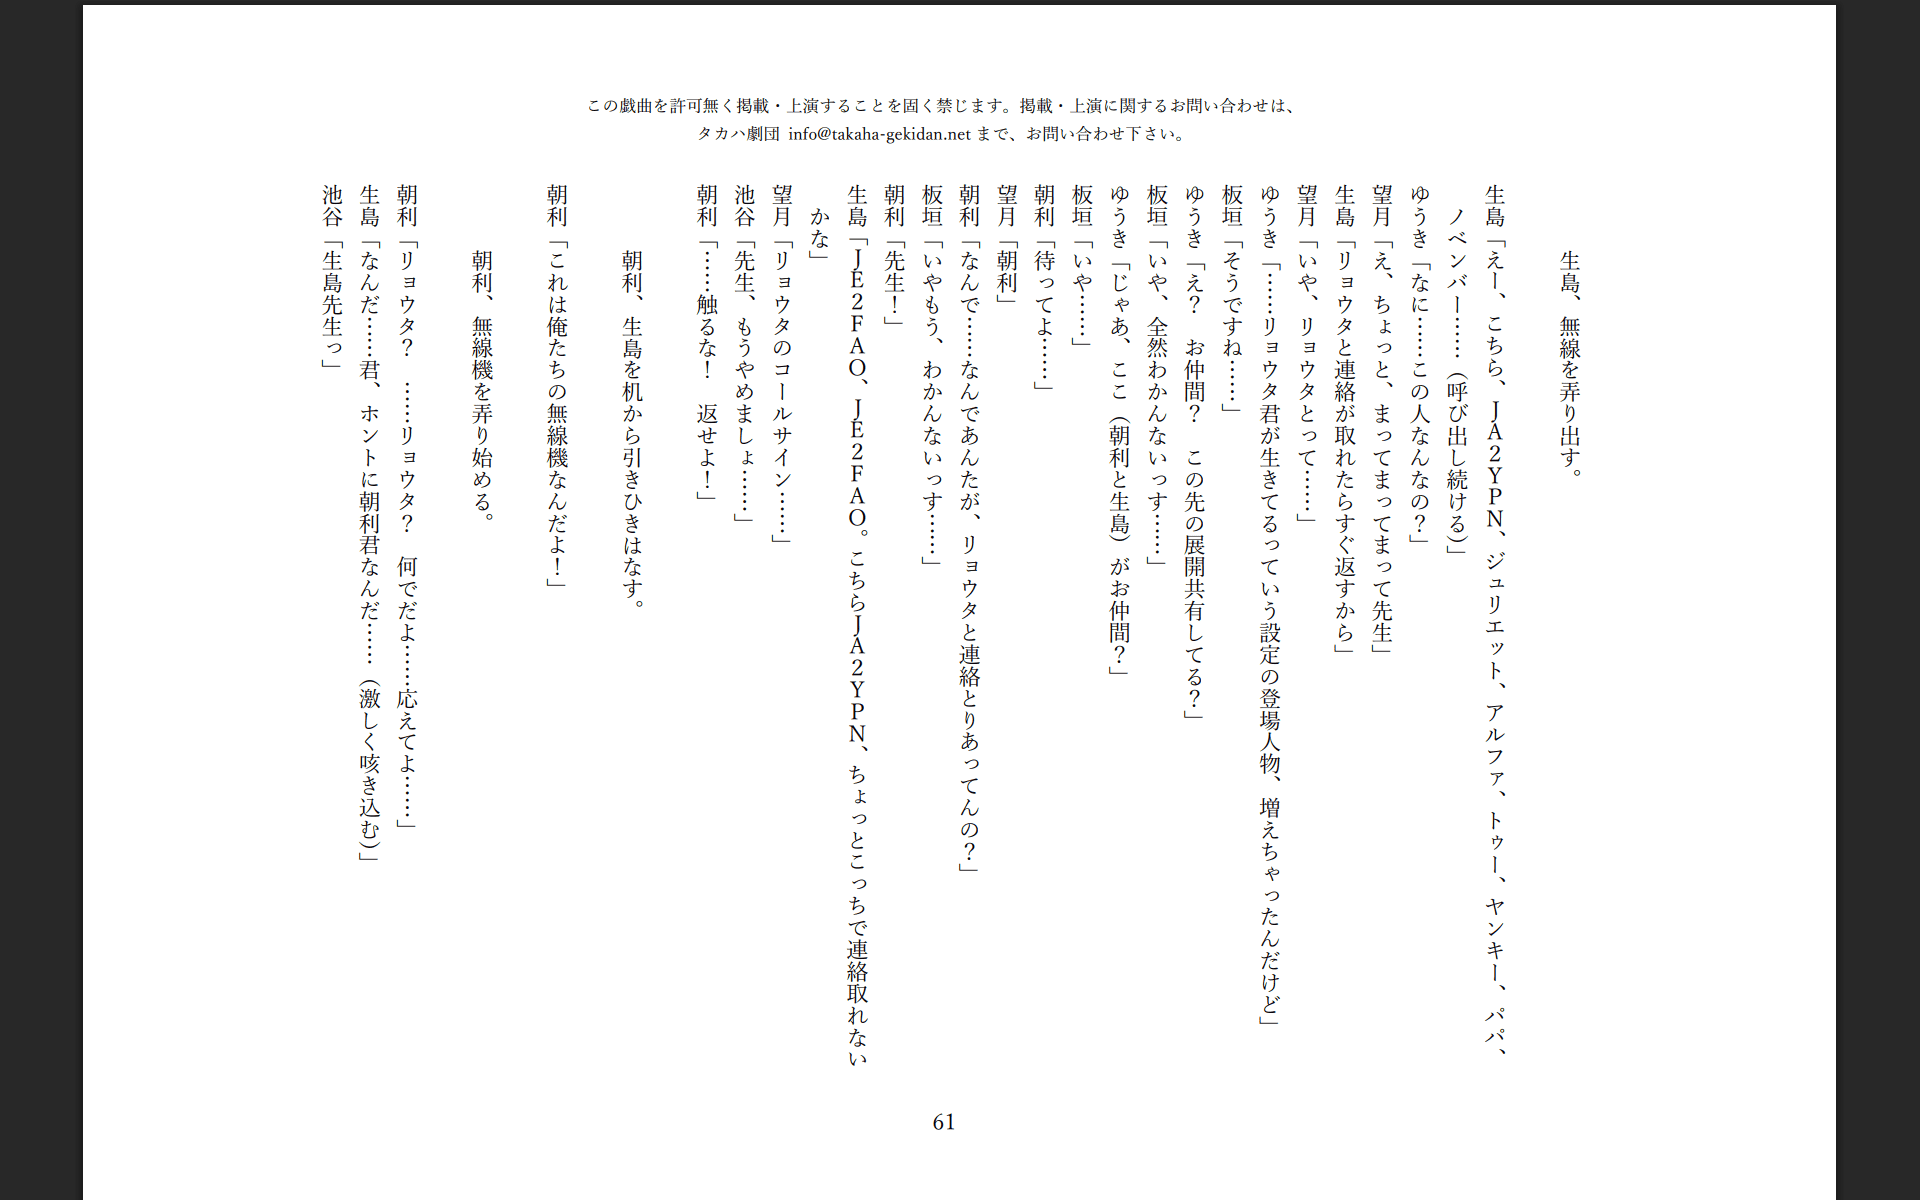 この戯曲を許可無く掲載・上演することを固く禁じます。掲載・上演に関するお問い合わせは、
タカハ劇団 info@takaha-gekidan.net まで、お問い合わせ下さい。
生島、無線を弄り出す。
生島「えー、こちら、ＪＡ２ＹＰＮ、ジュリエット、アルファ、トゥー、ヤンキー、パパ、
ノベンバー……（呼び出し続ける）」
ゆうき「なに……この人なんなの？」
望月「え、ちょっと、まってまってまって先生」
生島「リョウタと連絡が取れたらすぐ返すから」
望月「いや、リョウタとって……」
ゆうき「……リョウタ君が生きてるっていう設定の登場人物、増えちゃったんだけど」
板垣「そうですね……」
ゆうき「え？　お仲間？　この先の展開共有してる？」
板垣「いや、全然わかんないっす……」
ゆうき「じゃあ、ここ（朝利と生島）がお仲間？」
板垣「いや……」
朝利「待ってよ……」
望月「朝利」
朝利「なんで……なんであんたが、リョウタと連絡とりあってんの？」
板垣「いやもう、わかんないっす……」
朝利「先生！」
生島「ＪＥ２ＦＡＯ、ＪＥ２ＦＡＯ。こちらＪＡ２ＹＰＮ、ちょっとこっちで連絡取れない
かな」
望月「リョウタのコールサイン……」
池谷「先生、もうやめましょ……」
朝利「……触るな！　返せよ！」
朝利、生島を机から引きひきはなす。
朝利「これは俺たちの無線機なんだよ！」
朝利、無線機を弄り始める。
朝利「リョウタ？　……リョウタ？　何でだよ……応えてよ……」
生島「なんだ……君、ホントに朝利君なんだ……（激しく咳き込む）」
池谷「生島先生っ」
61